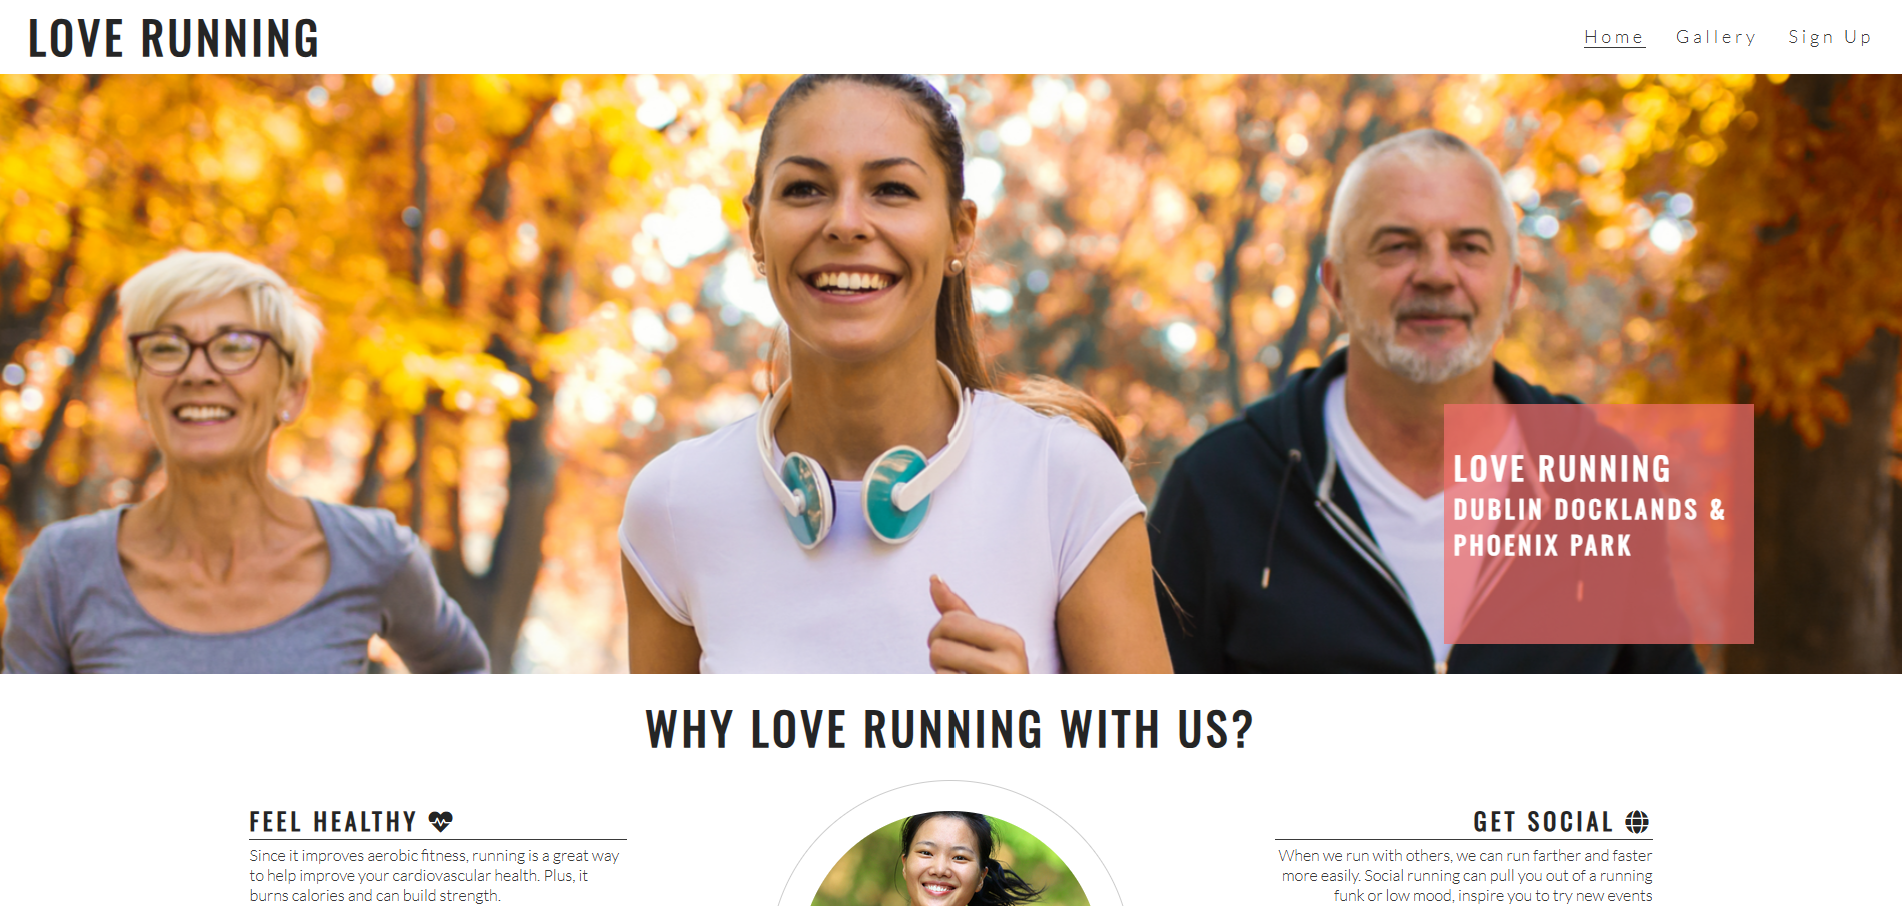 LOVE RUNNING
Home Gallery Sign Up
LOVE RUNNING
DUBLIN DOCKLANDS &
PHOENIX PARK
WHY LOVE RUNNING WITH US?
FEEL HEALTHY
Since it improves aerobic fitness, running is a great way
to help improve your cardiovascular health. Plus, it
burns calories and can build strength.
GET SOCIAL
When we run with others, we can run farther and faster
more easily. Social running can pull you out of a running
funk or low mood, inspire you to try new events